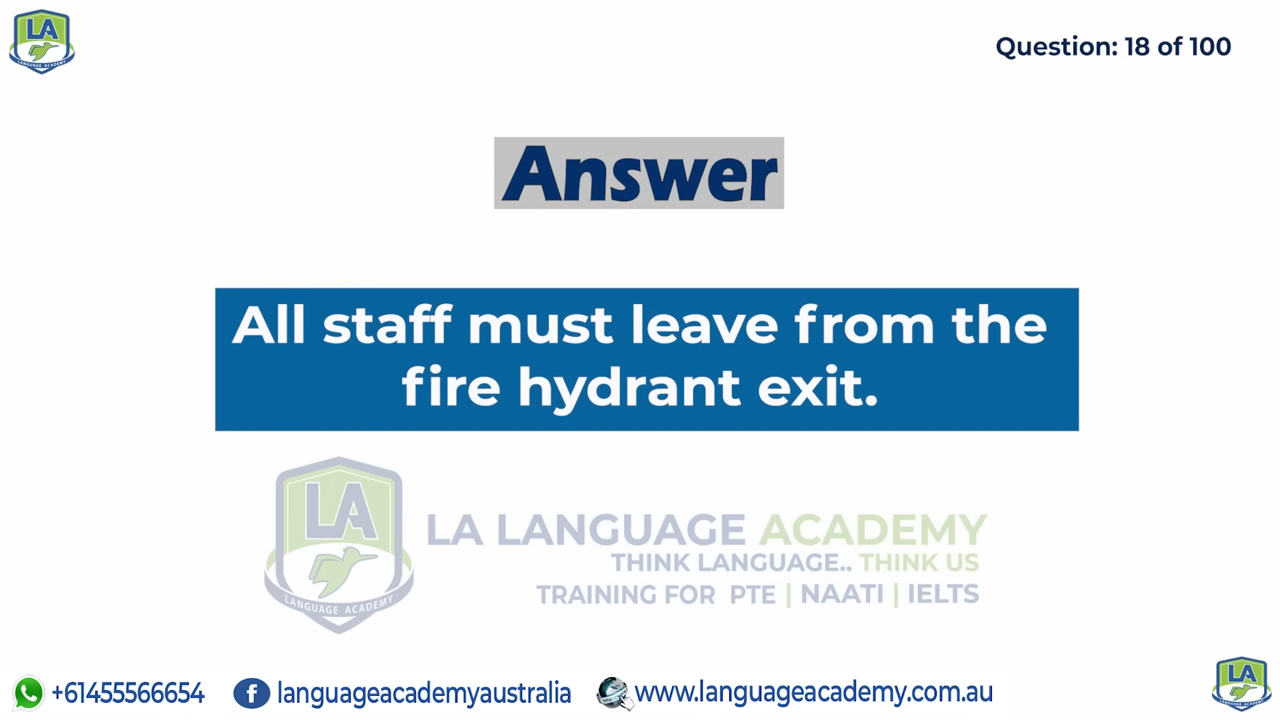 LA
LANGUAGE ACADEMY
Question: 18 of 100
Answer
All staff must leave from the
fire hydrant exit.
LA
LANGUAGE ACADEMY
LA LANGUAGE ACADEMY
THINK LANGUAGE.. THINK US
TRAINING FOR PTE | NAATI | IELTS
+61455566654
languageacademyaustralia
www.languageacademy.com.au
LA
LANGUAGE ACADEMY